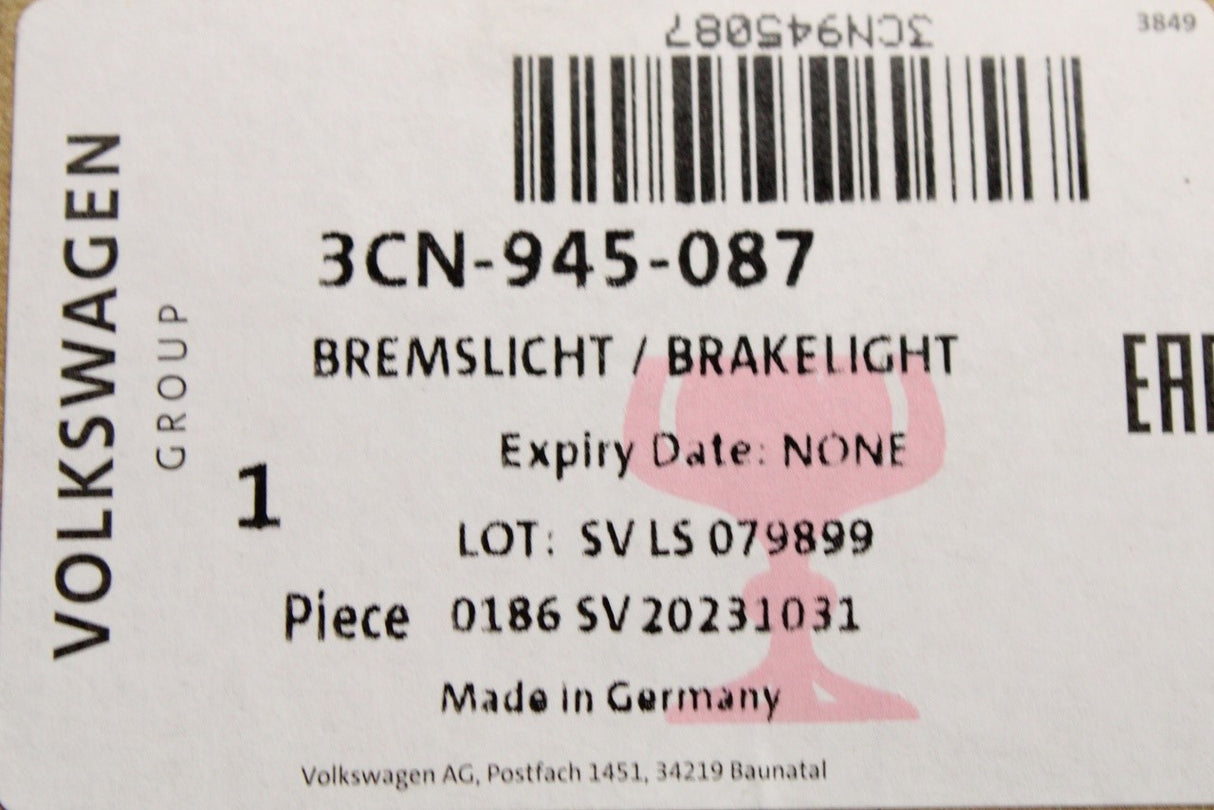 3CN945087
3849
3CN-945-087
BREMSLICHT / BRAKELIGHT
Expiry Date: NONE
1
LOT: SV LS 079899
Piece 0186 SV 20231031
Made in Germany
Volkswagen AG, Postfach 1451, 34219 Baunatal
VOLKSWAGEN
GROUP
EAC